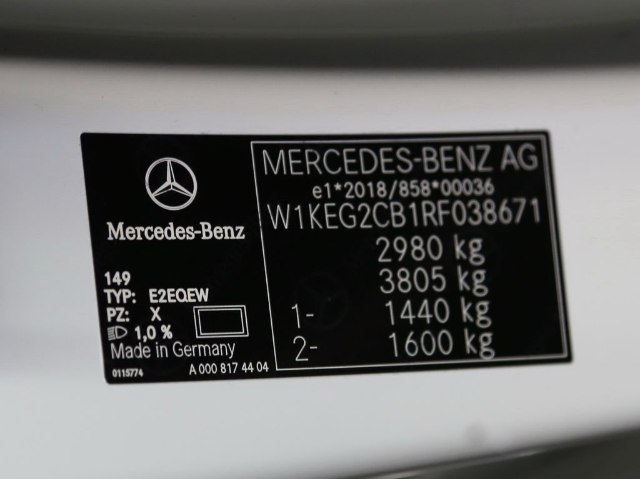 Mercedes-Benz
149
TYP: E2EQEW
PZ: X
1,0 %
Made in Germany
0115774 A 000 817 44 04
MERCEDES-BENZ AG
e1*2018/858*00036
W1KEG2CB1RF038671
2980 kg
3805 kg
1- 1440 kg
2- 1600 kg